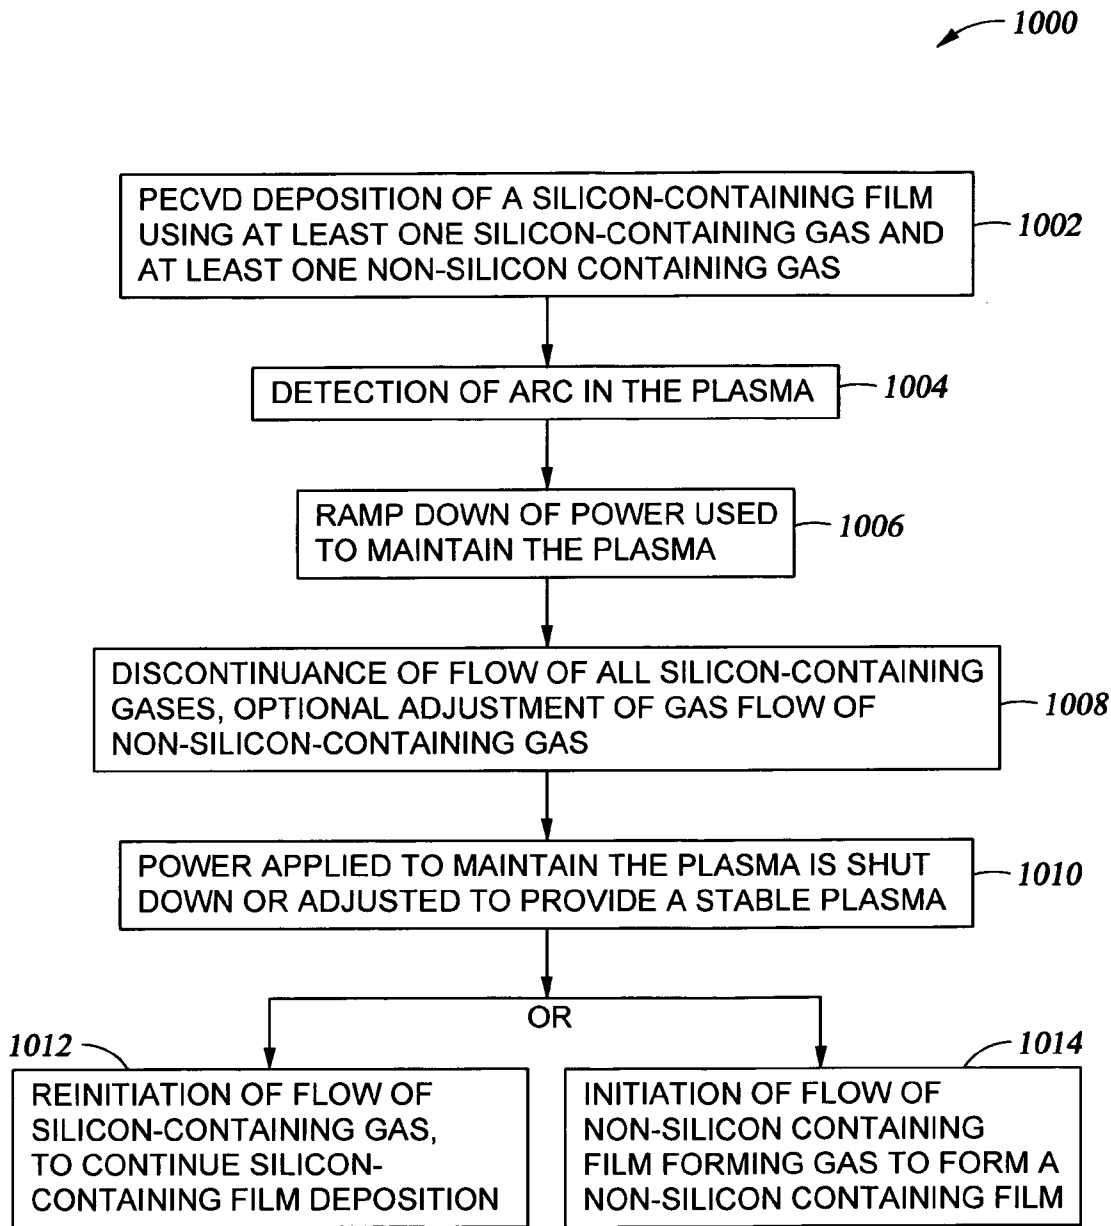 1000
PECVD DEPOSITION OF A SILICON-CONTAINING FILM
USING AT LEAST ONE SILICON-CONTAINING GAS AND
AT LEAST ONE NON-SILICON CONTAINING GAS
1002
DETECTION OF ARC IN THE PLASMA
1004
RAMP DOWN OF POWER USED
TO MAINTAIN THE PLASMA
1006
DISCONTINUANCE OF FLOW OF ALL SILICON-CONTAINING
GASES, OPTIONAL ADJUSTMENT OF GAS FLOW OF
NON-SILICON-CONTAINING GAS
1008
POWER APPLIED TO MAINTAIN THE PLASMA IS SHUT
DOWN OR ADJUSTED TO PROVIDE A STABLE PLASMA
1010
OR
1012
REINITIATION OF FLOW OF
SILICON-CONTAINING GAS,
TO CONTINUE SILICON-
CONTAINING FILM DEPOSITION
1014
INITIATION OF FLOW OF
NON-SILICON CONTAINING
FILM FORMING GAS TO FORM A
NON-SILICON CONTAINING FILM